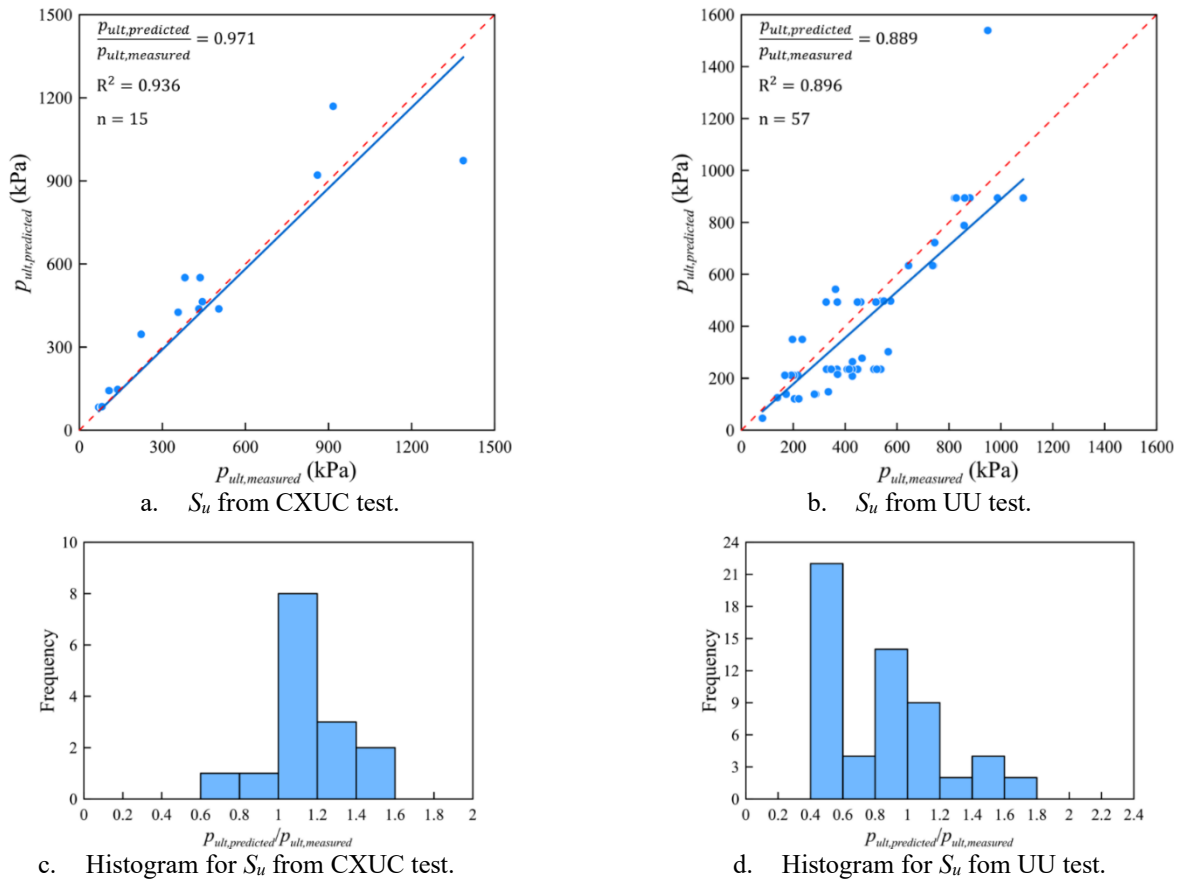 1500
1200
900
600
300
0
p_ult,predicted (kPa)
p_ult,predicted
p_ult,measured
= 0.971
R² = 0.936
n = 15
0 300 600 900 1200 1500
p_ult,measured (kPa)
a. S_u from CXUC test.
1600
1400
1200
1000
800
600
400
200
0
p_ult,predicted (kPa)
p_ult,predicted
p_ult,measured
= 0.889
R² = 0.896
n = 57
0 200 400 600 800 1000 1200 1400 1600
p_ult,measured (kPa)
b. S_u from UU test.
10
8
6
4
2
0
Frequency
0 0.2 0.4 0.6 0.8 1 1.2 1.4 1.6 1.8 2
p_ult,predicted/p_ult,measured
c. Histogram for S_u from CXUC test.
24
21
18
15
12
9
6
3
0
Frequency
0 0.2 0.4 0.6 0.8 1 1.2 1.4 1.6 1.8 2 2.2 2.4
p_ult,predicted/p_ult,measured
d. Histogram for S_u fom UU test.